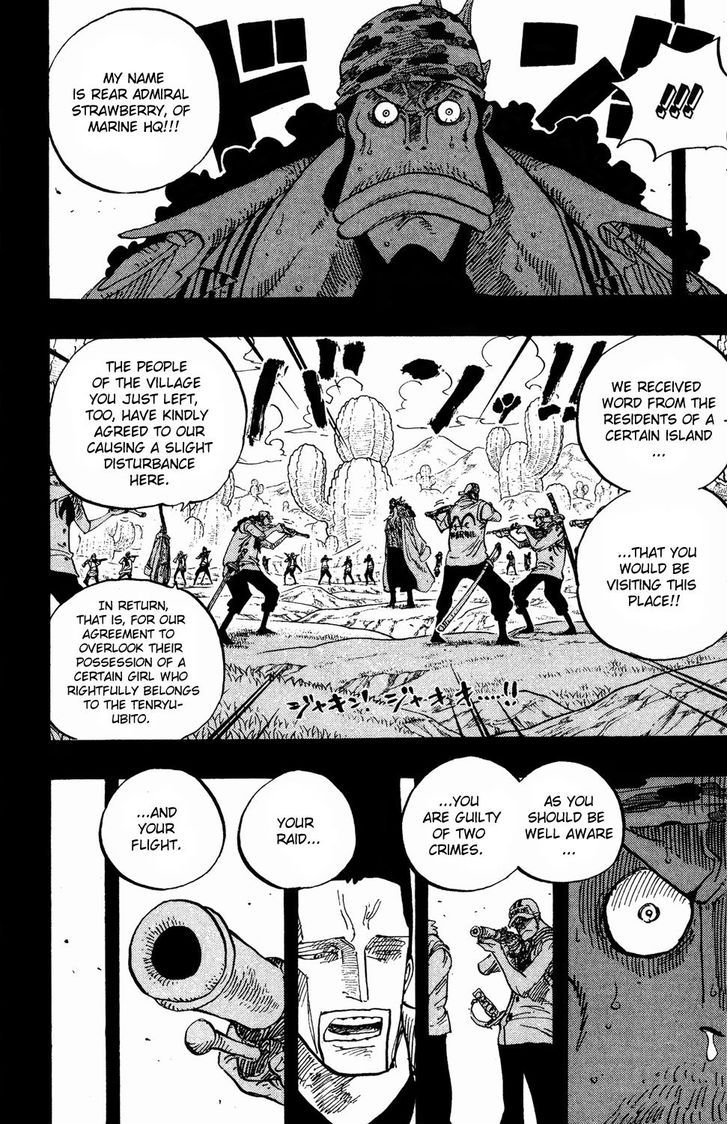 !!!
ドン
MY NAME
IS REAR ADMIRAL
STRAWBERRY, OF
MARINE HQ!!!
WE RECEIVED
WORD FROM THE
RESIDENTS OF A
CERTAIN ISLAND
...
...THAT YOU
WOULD BE
VISITING THIS
PLACE!!
THE PEOPLE
OF THE VILLAGE
YOU JUST LEFT,
TOO, HAVE KINDLY
AGREED TO OUR
CAUSING A SLIGHT
DISTURBANCE
HERE.
IN RETURN,
THAT IS, FOR OUR
AGREEMENT TO
OVERLOOK THEIR
POSSESSION OF A
CERTAIN GIRL WHO
RIGHTFULLY BELONGS
TO THE TENRYU-
UBITO.
ジャキン!ジャキキ....!!
AS YOU
SHOULD BE
WELL AWARE
...
...YOU
ARE GUILTY
OF TWO
CRIMES.
YOUR
RAID...
...AND
YOUR
FLIGHT.